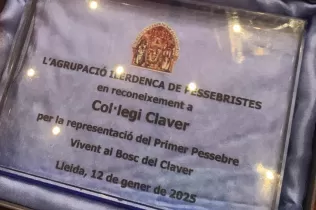 L'AGRUPACIÓ ILERDENCA DE PESSEBRISTES
en reconeixement a
Col·legi Claver
per la representació del Primer Pessebre
Vivent al Bosc del Claver
Lleida, 12 de gener de 2025